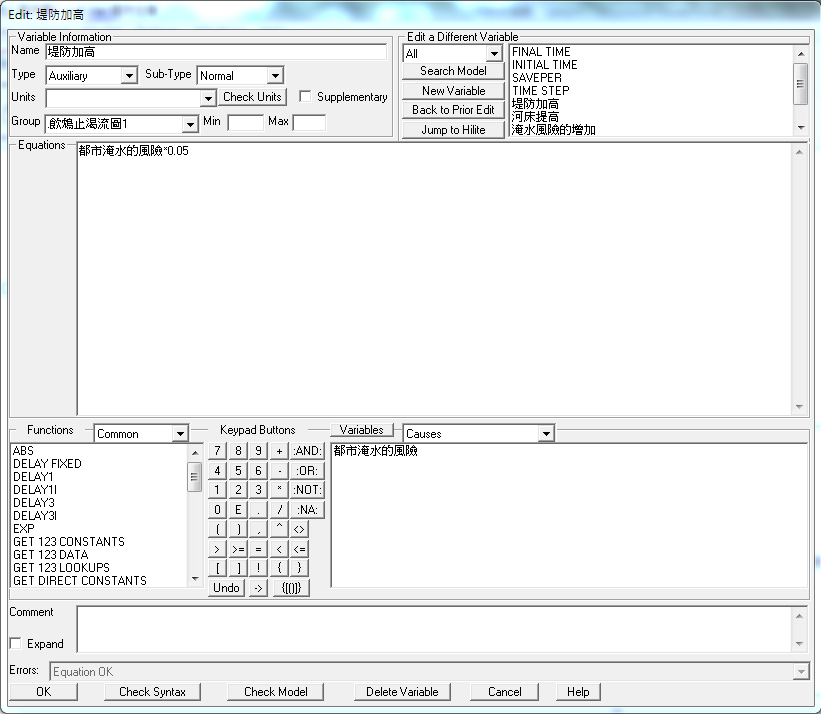 Edit: 堤防加高
Variable Information
Name 堤防加高
Type Auxiliary Sub-Type Normal
Units Check Units Supplementary
Group .飲鴆止渴流圖1 Min Max
Edit a Different Variable
All
Search Model
New Variable
Back to Prior Edit
Jump to Hilite
FINAL TIME
INITIAL TIME
SAVEPER
TIME STEP
堤防加高
河床提高
淹水風險的增加
Equations
都市淹水的風險*0.05
Functions Common
ABS
DELAY FIXED
DELAY1
DELAY1I
DELAY3
DELAY3I
EXP
GET 123 CONSTANTS
GET 123 DATA
GET 123 LOOKUPS
GET DIRECT CONSTANTS
Keypad Buttons
7 8 9 + :AND:
4 5 6 - :OR:
1 2 3 * :NOT:
0 E . / :NA:
( ) , ^ <>
> >= = < <=
[ ] ! { }
Undo -> {[()]}
Variables Causes
都市淹水的風險
Comment
Expand
Errors: Equation OK
OK Check Syntax Check Model Delete Variable Cancel Help